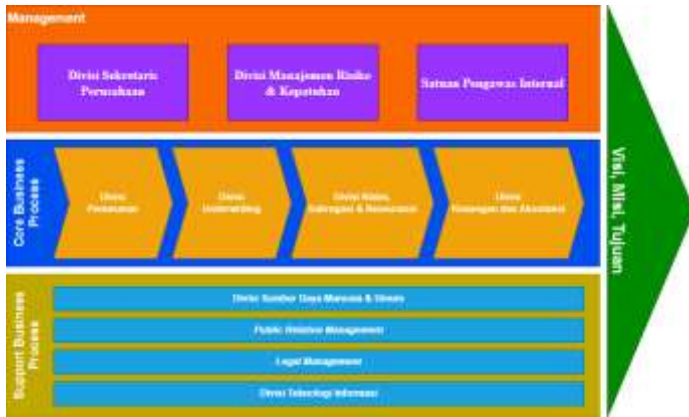 Management
Divisi Sekretaris
Perusahaan
Divisi Manajemen Risiko
& Kepatuhan
Satuan Pengawas Internal
Core Business
Process
Divisi
Pemasaran
Divisi
Underwriting
Divisi Klaim,
Subrogasi & Reasuransi
Divisi
Keuangan dan Akuntansi
Support Business
Process
Divisi Sumber Daya Manusia & Umum
Public Relation Management
Legal Management
Divisi Teknologi Informasi
Visi, Misi, Tujuan